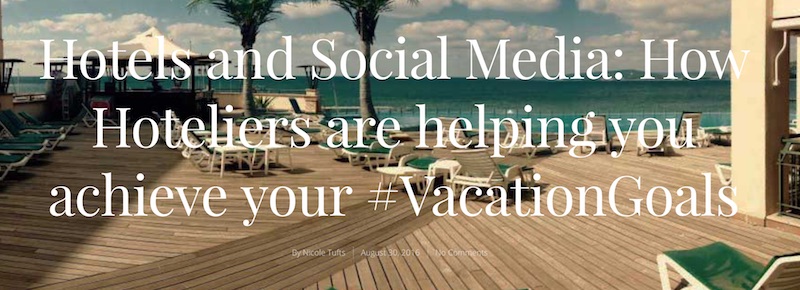 Hotels and Social Media: How
Hoteliers are helping you
achieve your #VacationGoals
By Nicole Tufts | August 30, 2016 | No Comments